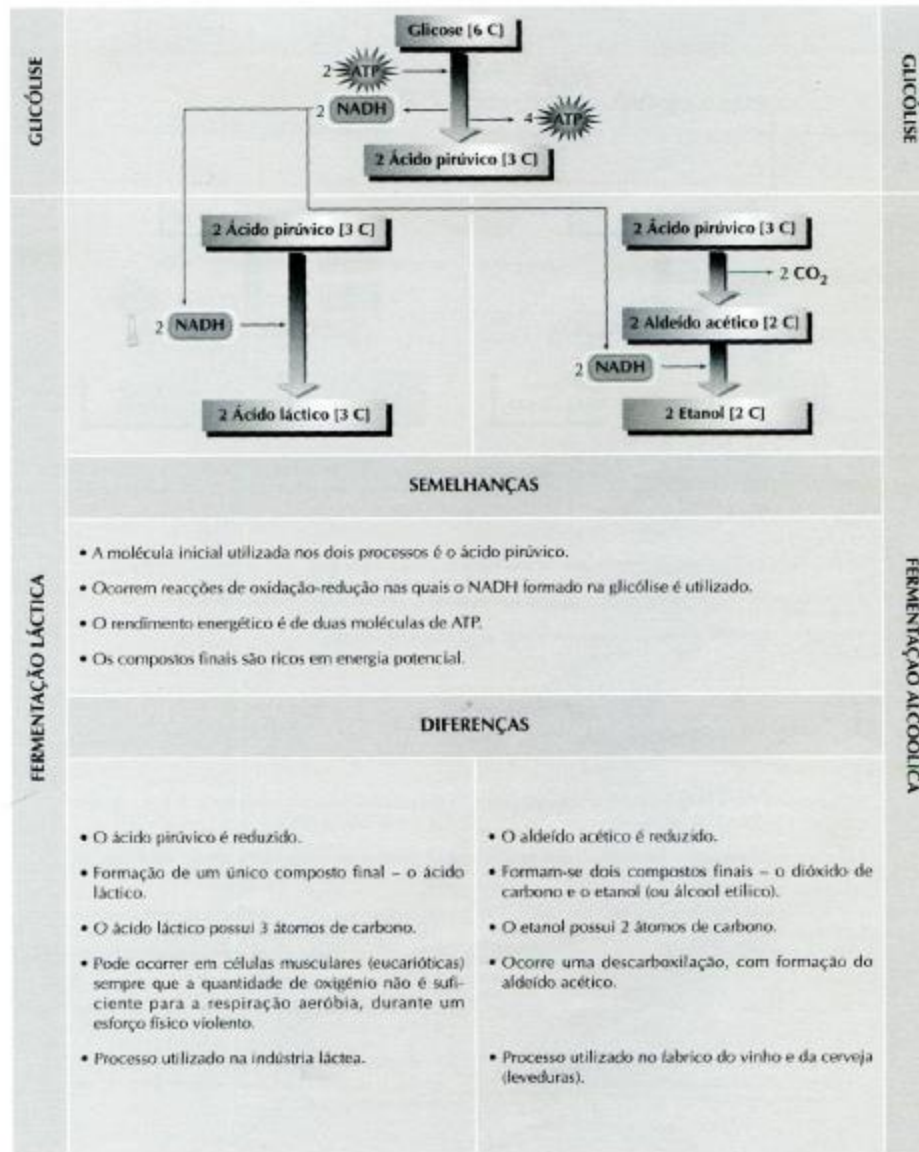 GLICÓLISE
Glicose [6 C]
2 ATP
2 NADH
4 ATP
2 Ácido pirúvico [3 C]
GLICÓLISE
FERMENTAÇÃO LÁCTICA
2 Ácido pirúvico [3 C]
2 NADH
2 Ácido láctico [3 C]
2 Ácido pirúvico [3 C]
2 CO₂
2 Aldeído acético [2 C]
2 NADH
2 Etanol [2 C]
FERMENTAÇÃO ALCOÓLICA
SEMELHANÇAS
• A molécula inicial utilizada nos dois processos é o ácido pirúvico.
• Ocorrem reacções de oxidação-redução nas quais o NADH formado na glicólise é utilizado.
• O rendimento energético é de duas moléculas de ATP.
• Os compostos finais são ricos em energia potencial.
DIFERENÇAS
• O ácido pirúvico é reduzido.
• Formação de um único composto final – o ácido
láctico.
• O ácido láctico possui 3 átomos de carbono.
• Pode ocorrer em células musculares (eucarióticas)
sempre que a quantidade de oxigénio não é sufi-
ciente para a respiração aeróbia, durante um
esforço físico violento.
• Processo utilizado na indústria láctea.
• O aldeído acético é reduzido.
• Formam-se dois compostos finais – o dióxido de
carbono e o etanol (ou álcool etílico).
• O etanol possui 2 átomos de carbono.
• Ocorre uma descarboxilação, com formação do
aldeído acético.
• Processo utilizado no fabrico do vinho e da cerveja
(leveduras).